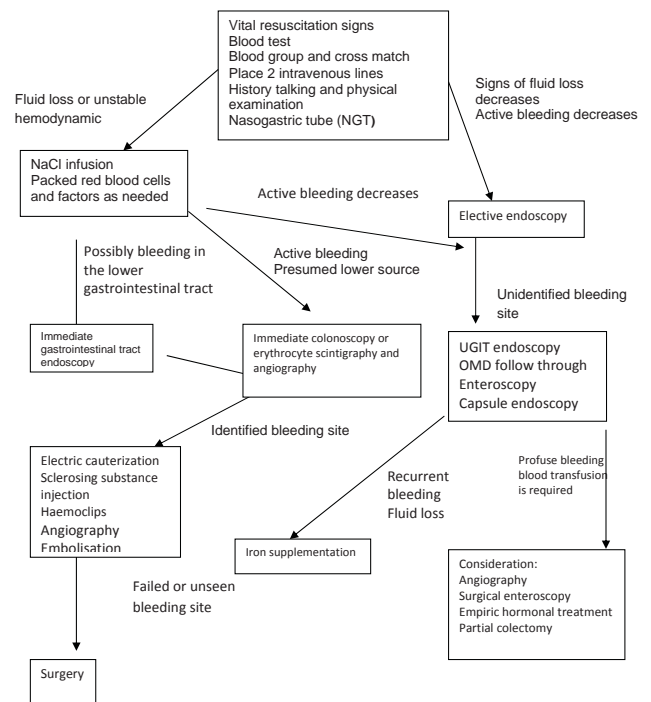 Vital resuscitation signs
Blood test
Blood group and cross match
Place 2 intravenous lines
History talking and physical
examination
Nasogastric tube (NGT)
Fluid loss or unstable
hemodynamic
Signs of fluid loss
decreases
Active bleeding decreases
NaCl infusion
Packed red blood cells
and factors as needed
Active bleeding decreases
Elective endoscopy
Possibly bleeding in
the lower
gastrointestinal tract
Active bleeding
Presumed lower source
Unidentified bleeding
site
Immediate
gastrointestinal tract
endoscopy
Immediate colonoscopy or
erythrocyte scintigraphy and
angiography
UGIT endoscopy
OMD follow through
Enteroscopy
Capsule endoscopy
Identified bleeding site
Electric cauterization
Sclerosing substance
injection
Haemoclips
Angiography
Embolisation
Recurrent
bleeding
Fluid loss
Profuse bleeding
blood transfusion
is required
Iron supplementation
Failed or unseen
bleeding site
Consideration:
Angiography
Surgical enteroscopy
Empiric hormonal treatment
Partial colectomy
Surgery